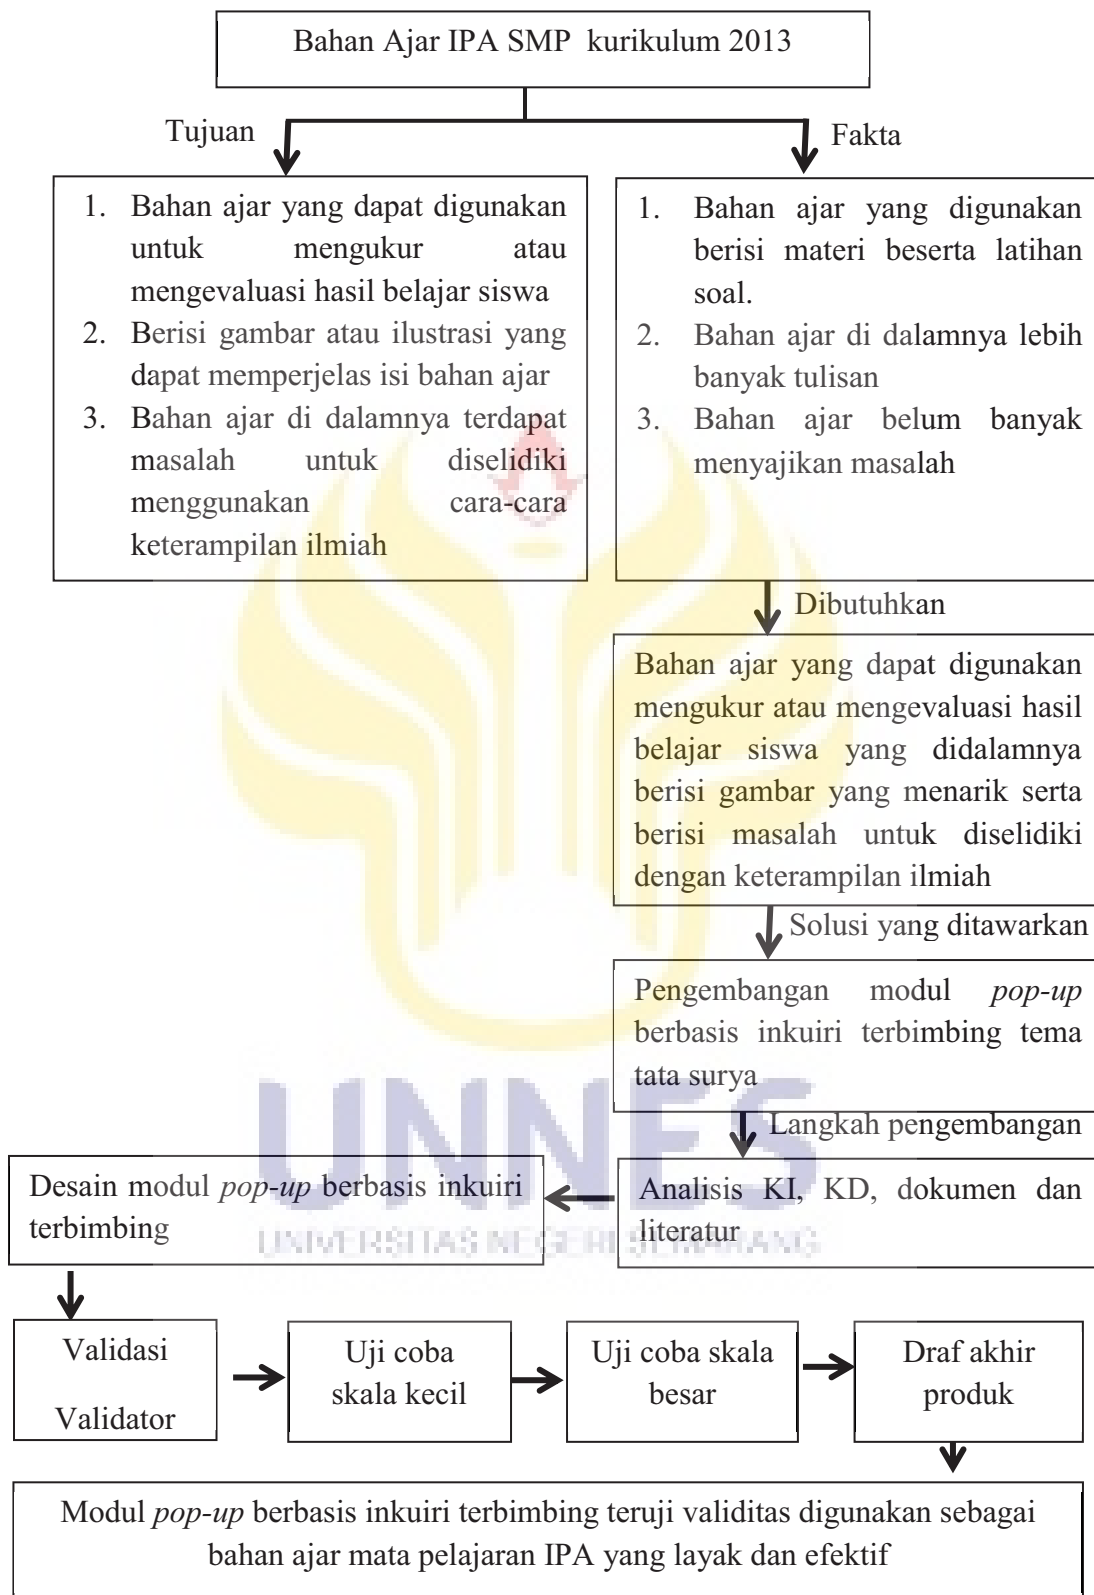 Bahan Ajar IPA SMP kurikulum 2013
Tujuan
Fakta
1. Bahan ajar yang dapat digunakan
untuk mengukur atau
mengevaluasi hasil belajar siswa
2. Berisi gambar atau ilustrasi yang
dapat memperjelas isi bahan ajar
3. Bahan ajar di dalamnya terdapat
masalah untuk diselidiki
menggunakan cara-cara
keterampilan ilmiah
1. Bahan ajar yang digunakan
berisi materi beserta latihan
soal.
2. Bahan ajar di dalamnya lebih
banyak tulisan
3. Bahan ajar belum banyak
menyajikan masalah
Dibutuhkan
Bahan ajar yang dapat digunakan
mengukur atau mengevaluasi hasil
belajar siswa yang didalamnya
berisi gambar yang menarik serta
berisi masalah untuk diselidiki
dengan keterampilan ilmiah
Solusi yang ditawarkan
Pengembangan modul pop-up
berbasis inkuiri terbimbing tema
tata surya
UNNES
UNIVERSITAS NEGERI SEMARANG
Langkah pengembangan
Analisis KI, KD, dokumen dan
literatur
Desain modul pop-up berbasis inkuiri
terbimbing
Validasi
Validator
Uji coba
skala kecil
Uji coba skala
besar
Draf akhir
produk
Modul pop-up berbasis inkuiri terbimbing teruji validitas digunakan sebagai
bahan ajar mata pelajaran IPA yang layak dan efektif